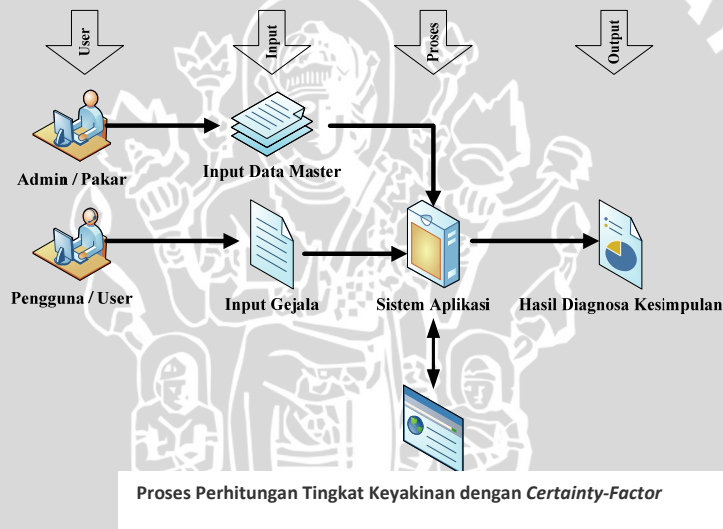 User
Input
Proses
Output
Admin / Pakar
Input Data Master
Pengguna / User
Input Gejala
Sistem Aplikasi
Hasil Diagnosa Kesimpulan
Proses Perhitungan Tingkat Keyakinan dengan Certainty-Factor